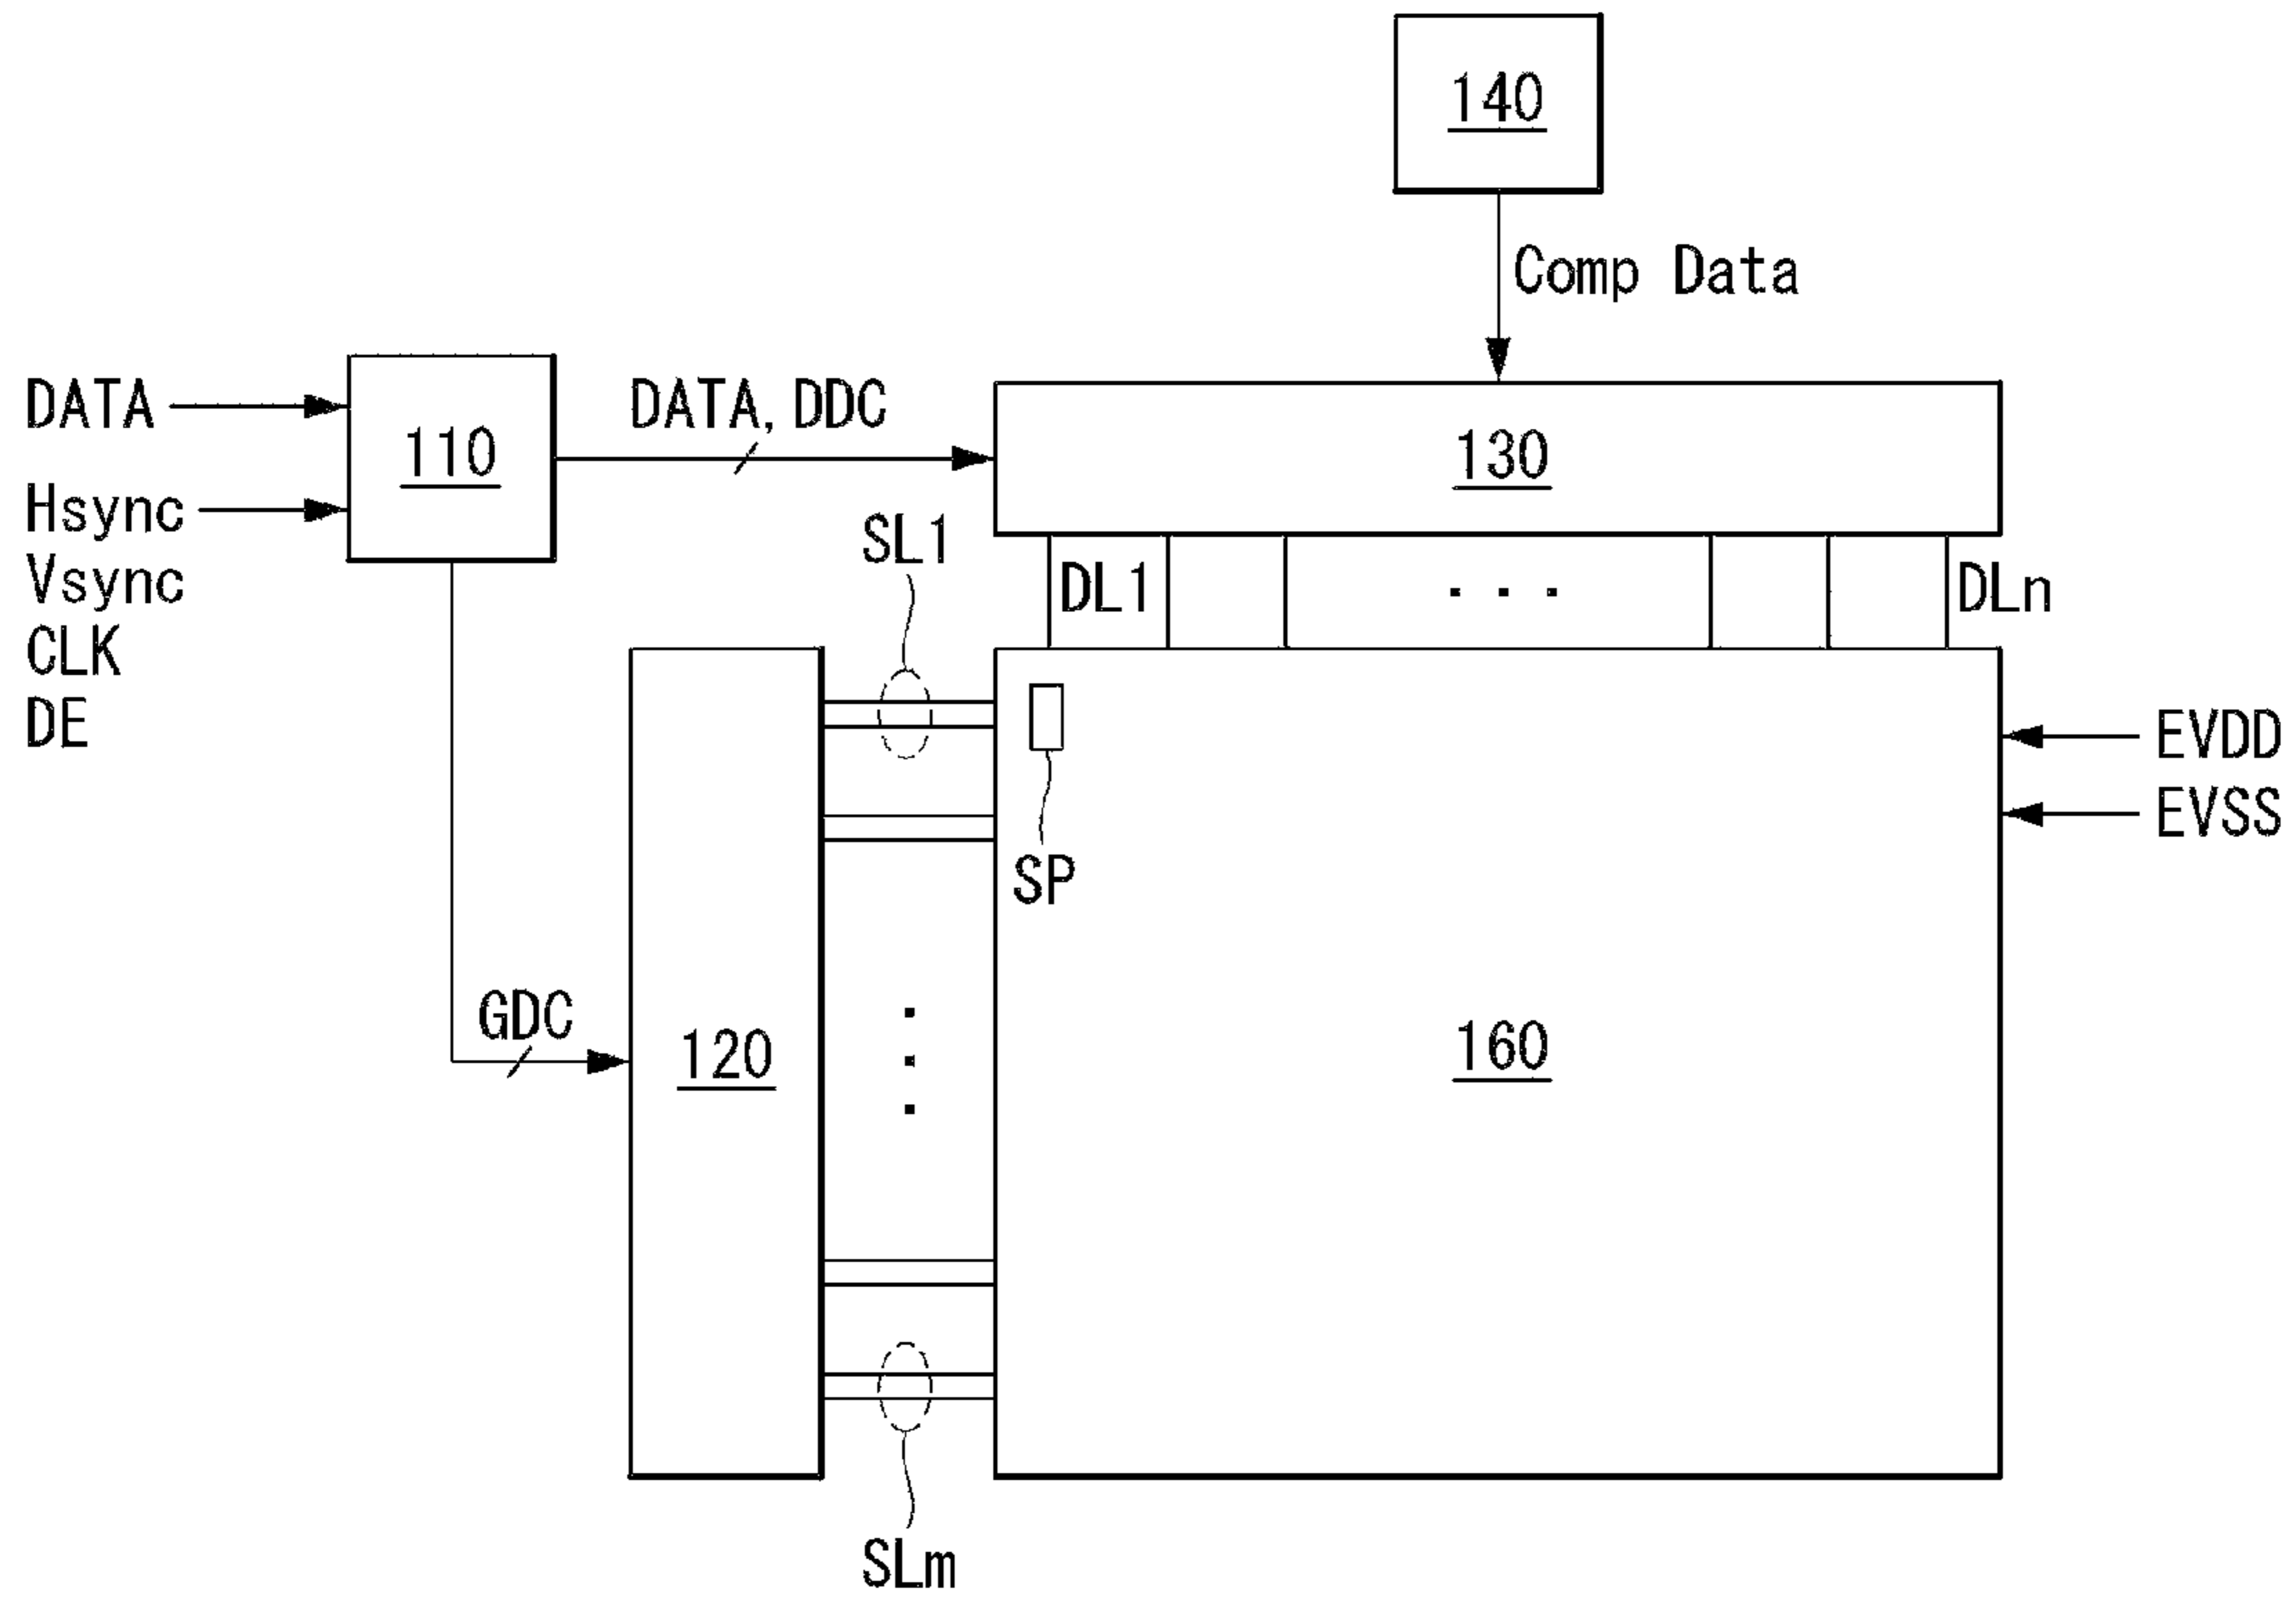 140
Comp Data
DATA
110
DATA, DDC
130
Hsync
SL1
Vsync
DL1
DLn
CLK
DE
EVDD
EVSS
SP
GDC
120
160
SLm